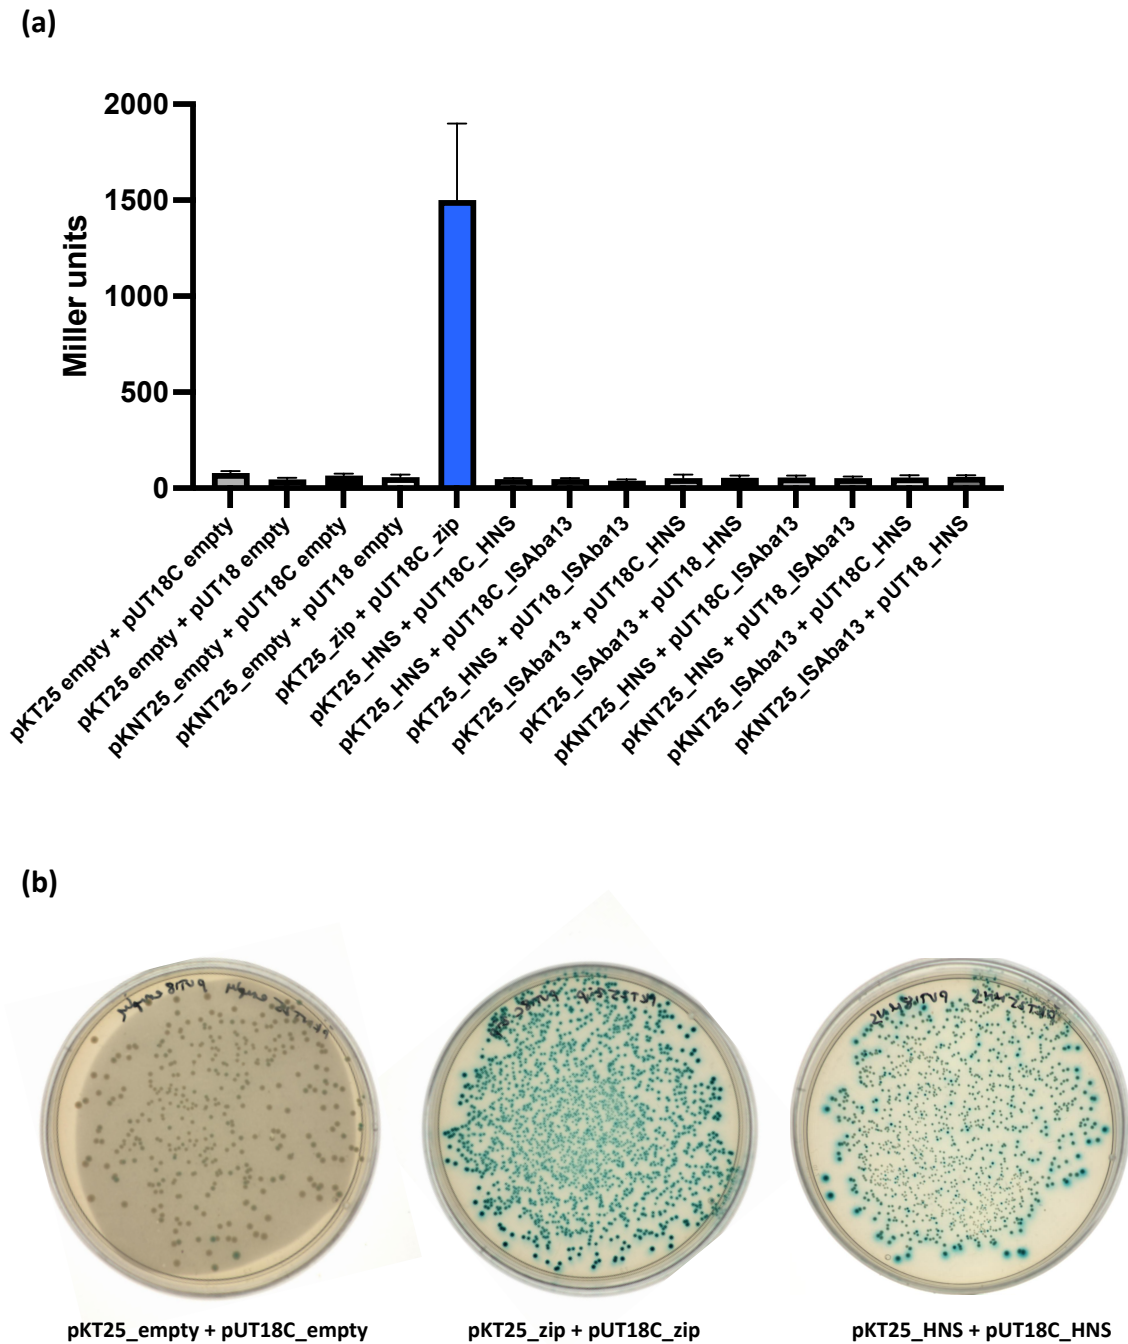 (a)
2000
1500
1000
500
0
Miller units
pKT25 empty + pUT18C empty
pKT25 empty + pUT18 empty
pKNT25_empty + pUT18C empty
pKNT25_empty + pUT18 empty
pKT25_zip + pUT18C_zip
pKT25_HNS + pUT18C_HNS
pKT25_HNS + pUT18C_ISAba13
pKT25_HNS + pUT18_ISAba13
pKT25_ISAba13 + pUT18C_HNS
pKT25_ISAba13 + pUT18_HNS
pKNT25_HNS + pUT18C_ISAba13
pKNT25_HNS + pUT18_ISAba13
pKNT25_ISAba13 + pUT18C_HNS
pKNT25_ISAba13 + pUT18_HNS
(b)
pKT25_empty + pUT18C_empty
pKT25_zip + pUT18C_zip
pKT25_HNS + pUT18C_HNS